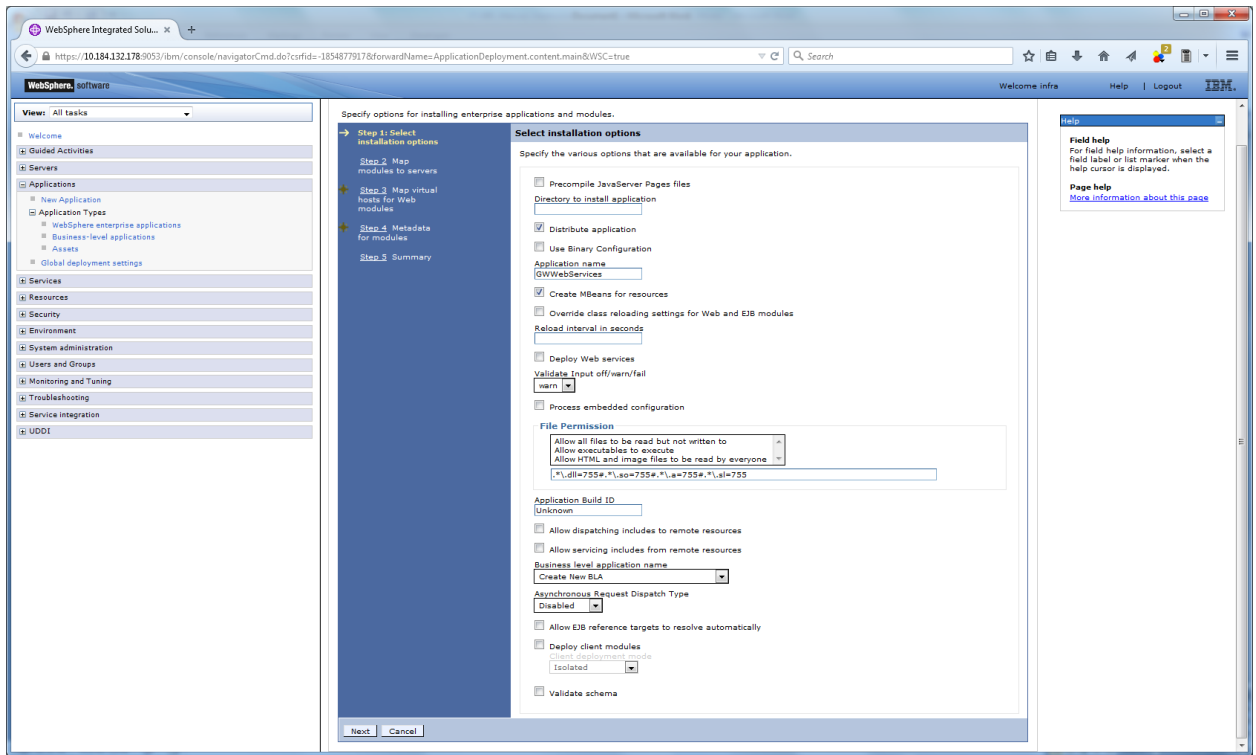 WebSphere Integrated Solu... × +
https://10.184.132.178:9053/ibm/console/navigatorCmd.do?csrfid=-1854877917&forwardName=ApplicationDeployment.content.main&WSC=true
Search
2
WebSphere. software
Welcome infra
Help | Logout
IBM.
View: All tasks
Welcome
Guided Activities
Servers
Applications
New Application
Application Types
WebSphere enterprise applications
Business-level applications
Assets
Global deployment settings
Services
Resources
Security
Environment
System administration
Users and Groups
Monitoring and Tuning
Troubleshooting
Service integration
UDDI
Specify options for installing enterprise applications and modules.
Step 1: Select
installation options
Step 2 Map
modules to servers
Step 3 Map virtual
hosts for Web
modules
Step 4 Metadata
for modules
Step 5 Summary
Select installation options
Specify the various options that are available for your application.
Precompile JavaServer Pages files
Directory to install application
Distribute application
Use Binary Configuration
Application name
GWWebServices
Create MBeans for resources
Override class reloading settings for Web and EJB modules
Reload interval in seconds
Deploy Web services
Validate Input off/warn/fail
warn
Process embedded configuration
File Permission
Allow all files to be read but not written to
Allow executables to execute
Allow HTML and image files to be read by everyone
.*\.dll=755#.*\.so=755#.*\.a=755#.*\.sl=755
Application Build ID
Unknown
Allow dispatching includes to remote resources
Allow servicing includes from remote resources
Business level application name
Create New BLA
Asynchronous Request Dispatch Type
Disabled
Allow EJB reference targets to resolve automatically
Deploy client modules
Client deployment mode
Isolated
Validate schema
Next Cancel
Help
Field help
For field help information, select a
field label or list marker when the
help cursor is displayed.
Page help
More information about this page